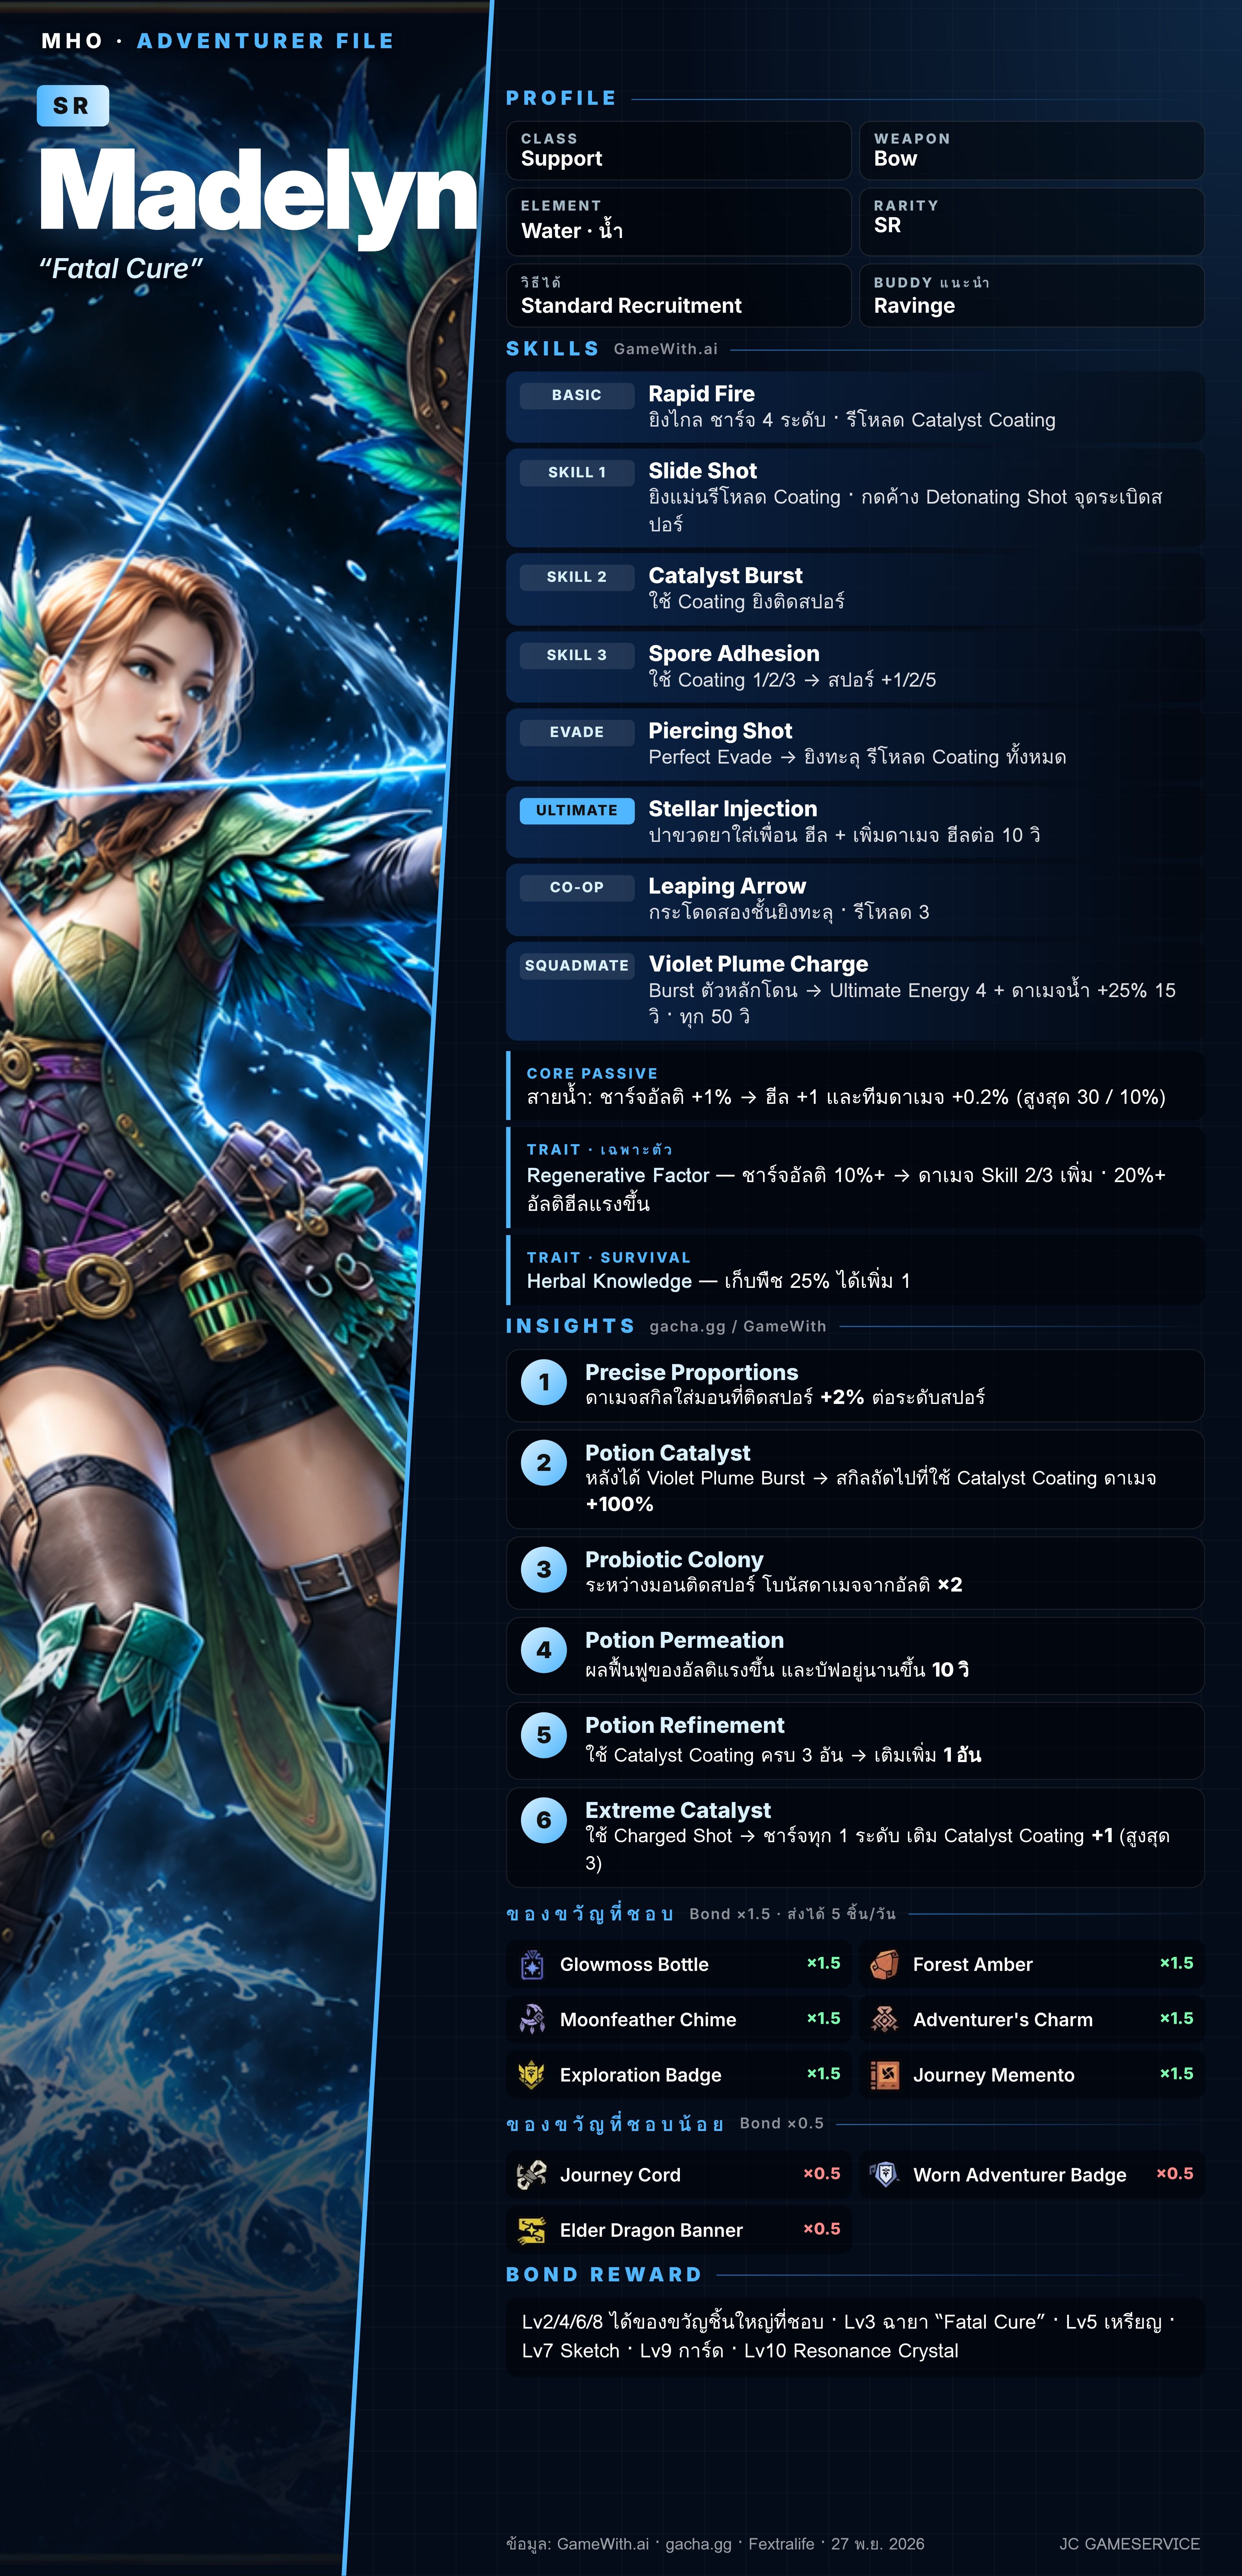 MHO · ADVENTURER FILE
SR
Madelyn
“Fatal Cure”
PROFILE
CLASS
Support
WEAPON
Bow
ELEMENT
Water · น้ำ
RARITY
SR
วิธีได้
Standard Recruitment
BUDDY แนะนำ
Ravinge
SKILLS GameWith.ai
BASIC
Rapid Fire
ยิงไกล ชาร์จ 4 ระดับ · รีโหลด Catalyst Coating
SKILL 1
Slide Shot
ยิงแม่นรีโหลด Coating · กดค้าง Detonating Shot จุดระเบิดส
ปอร์
SKILL 2
Catalyst Burst
ใช้ Coating ยิงติดสปอร์
SKILL 3
Spore Adhesion
ใช้ Coating 1/2/3 → สปอร์ +1/2/5
EVADE
Piercing Shot
Perfect Evade → ยิงทะลุ รีโหลด Coating ทั้งหมด
ULTIMATE
Stellar Injection
ปาขวดยาใส่เพื่อน ฮีล + เพิ่มดาเมจ ฮีลต่อ 10 วิ
CO-OP
Leaping Arrow
กระโดดสองชั้นยิงทะลุ · รีโหลด 3
SQUADMATE
Violet Plume Charge
Burst ตัวหลักโดน → Ultimate Energy 4 + ดาเมจน้ำ +25% 15
วิ · ทุก 50 วิ
CORE PASSIVE
สายน้ำ: ชาร์จอัลติ +1% → ฮีล +1 และทีมดาเมจ +0.2% (สูงสุด 30 / 10%)
TRAIT · เฉพาะตัว
Regenerative Factor — ชาร์จอัลติ 10%+ → ดาเมจ Skill 2/3 เพิ่ม · 20%+
อัลติฮีลแรงขึ้น
TRAIT · SURVIVAL
Herbal Knowledge — เก็บพืช 25% ได้เพิ่ม 1
INSIGHTS gacha.gg / GameWith
1
Precise Proportions
ดาเมจสกิลใส่มอนที่ติดสปอร์ +2% ต่อระดับสปอร์
2
Potion Catalyst
หลังได้ Violet Plume Burst → สกิลถัดไปที่ใช้ Catalyst Coating ดาเมจ
+100%
3
Probiotic Colony
ระหว่างมอนติดสปอร์ โบนัสดาเมจจากอัลติ ×2
4
Potion Permeation
ผลฟื้นฟูของอัลติแรงขึ้น และบัฟอยู่นานขึ้น 10 วิ
5
Potion Refinement
ใช้ Catalyst Coating ครบ 3 อัน → เติมเพิ่ม 1 อัน
6
Extreme Catalyst
ใช้ Charged Shot → ชาร์จทุก 1 ระดับ เติม Catalyst Coating +1 (สูงสุด
3)
ของขวัญที่ชอบ Bond ×1.5 · ส่งได้ 5 ชิ้น/วัน
Glowmoss Bottle ×1.5
Forest Amber ×1.5
Moonfeather Chime ×1.5
Adventurer's Charm ×1.5
Exploration Badge ×1.5
Journey Memento ×1.5
ของขวัญที่ชอบน้อย Bond ×0.5
Journey Cord ×0.5
Worn Adventurer Badge ×0.5
Elder Dragon Banner ×0.5
BOND REWARD
Lv2/4/6/8 ได้ของขวัญชิ้นใหญ่ที่ชอบ · Lv3 ฉายา “Fatal Cure” · Lv5 เหรียญ ·
Lv7 Sketch · Lv9 การ์ด · Lv10 Resonance Crystal
ข้อมูล: GameWith.ai · gacha.gg · Fextralife · 27 พ.ย. 2026
JC GAMESERVICE